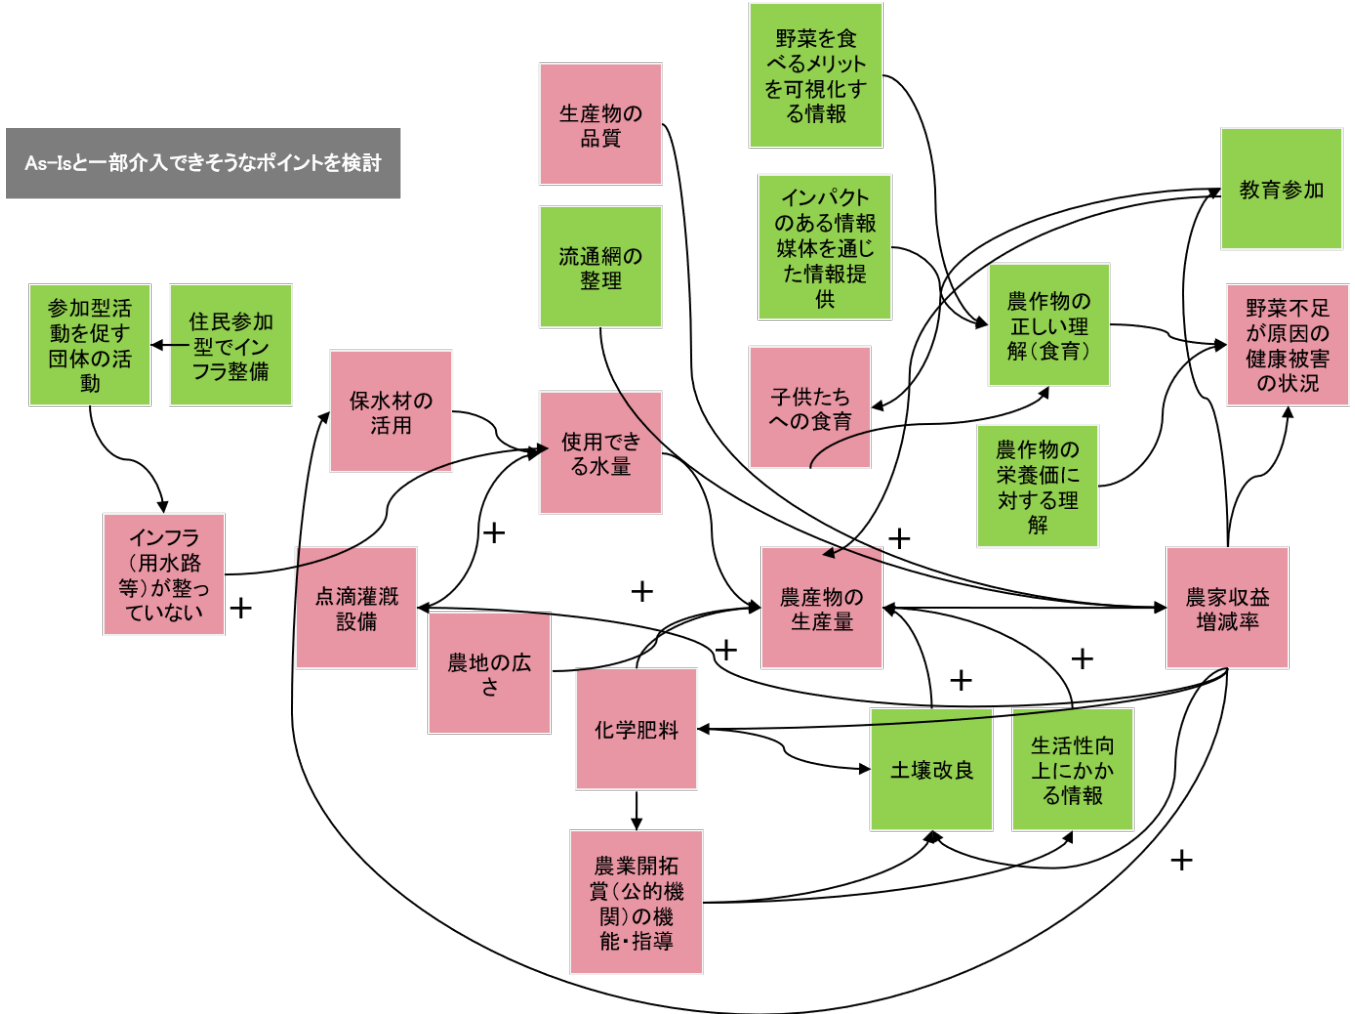 野菜を食
べるメリット
を可視化す
る情報
生産物の
品質
As-Isと一部介入できそうなポイントを検討
教育参加
インパクト
のある情報
媒体を通じ
た情報提
供
流通網の
整理
農作物の
正しい理
解（食育）
野菜不足
が原因の
健康被害
の状況
参加型活
動を促す
団体の活
動
住民参加
型でイン
フラ整備
保水材の
活用
子供たち
への食育
使用でき
る水量
農作物の
栄養価に
対する理
解
インフラ
（用水路
等）が整っ
ていない
+
+
+
点滴灌漑
設備
+
農産物の
生産量
農家収益
増減率
農地の広
さ
+
+
+
化学肥料
土壌改良
生活性向
上にかか
る情報
+
農業開拓
賞（公的機
関）の機
能・指導